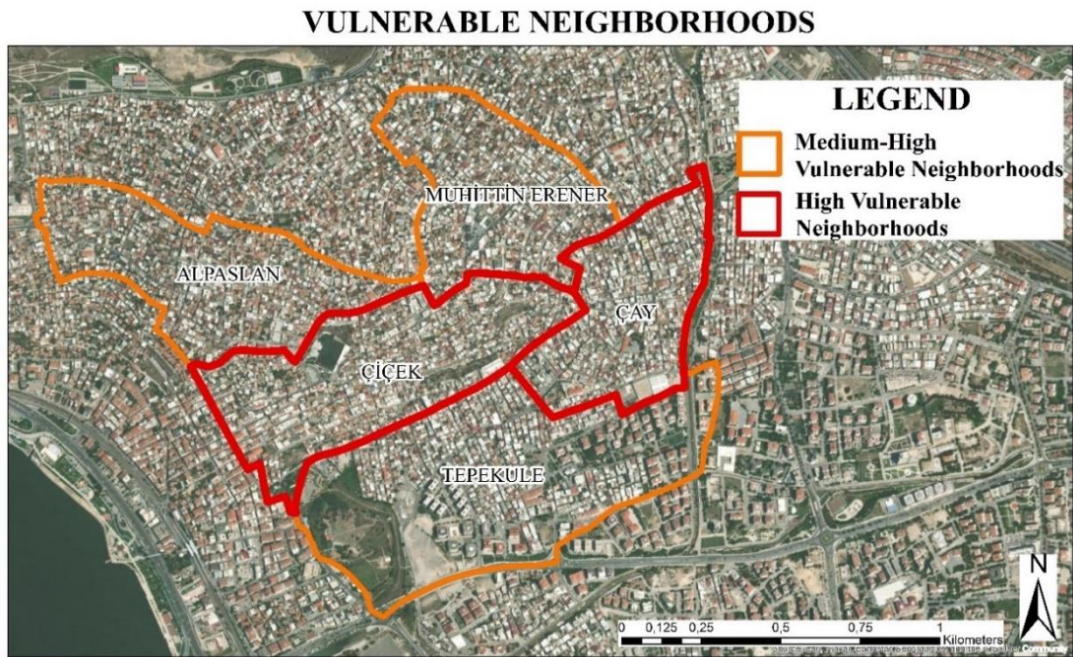 VULNERABLE NEIGHBORHOODS
LEGEND
Medium-High
Vulnerable Neighborhoods
High Vulnerable
Neighborhoods
MUHİTTİN ERENER
ALPASLAN
ÇAY
ÇİÇEK
TEPEKULE
N
0 0,125 0,25 0,5 0,75 1
Kilometers
Community